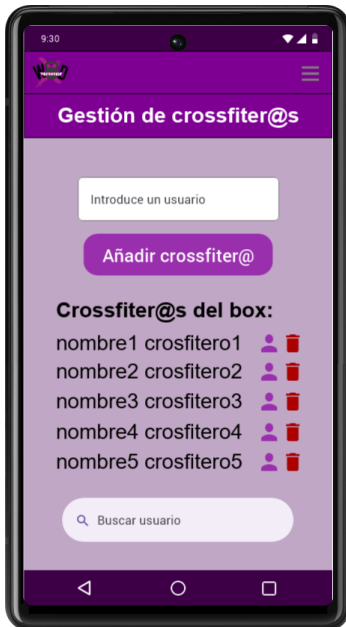 9:30
WOD
Gestión de crossfiter@s
Introduce un usuario
Añadir crossfiter@
Crossfiter@s del box:
nombre1 crosfitero1
nombre2 crosfitero2
nombre3 crosfitero3
nombre4 crosfitero4
nombre5 crosfitero5
Buscar usuario